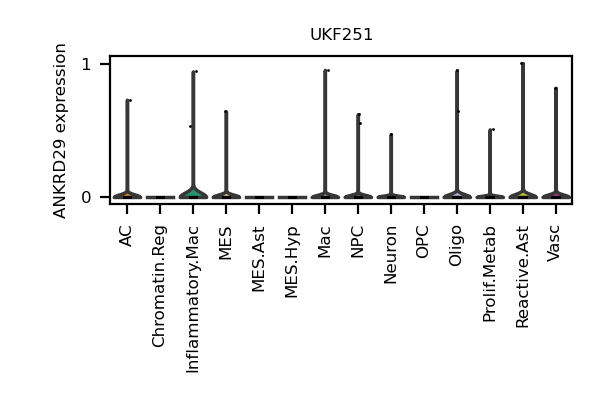 UKF251
ANKRD29 expression
1
0
AC
Chromatin.Reg
Inflammatory.Mac
MES
MES.Ast
MES.Hyp
Mac
NPC
Neuron
OPC
Oligo
Prolif.Metab
Reactive.Ast
Vasc